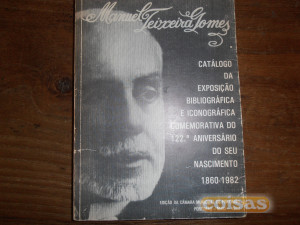 Manuel Teixeira Gomes
CATÁLOGO
DA
EXPOSIÇÃO
BIBLIOGRÁFICA
E ICONOGRÁFICA
COMEMORATIVA DO
122.º ANIVERSÁRIO
DO SEU
NASCIMENTO
1860-1982
EDIÇÃO DA CÂMARA
coisas